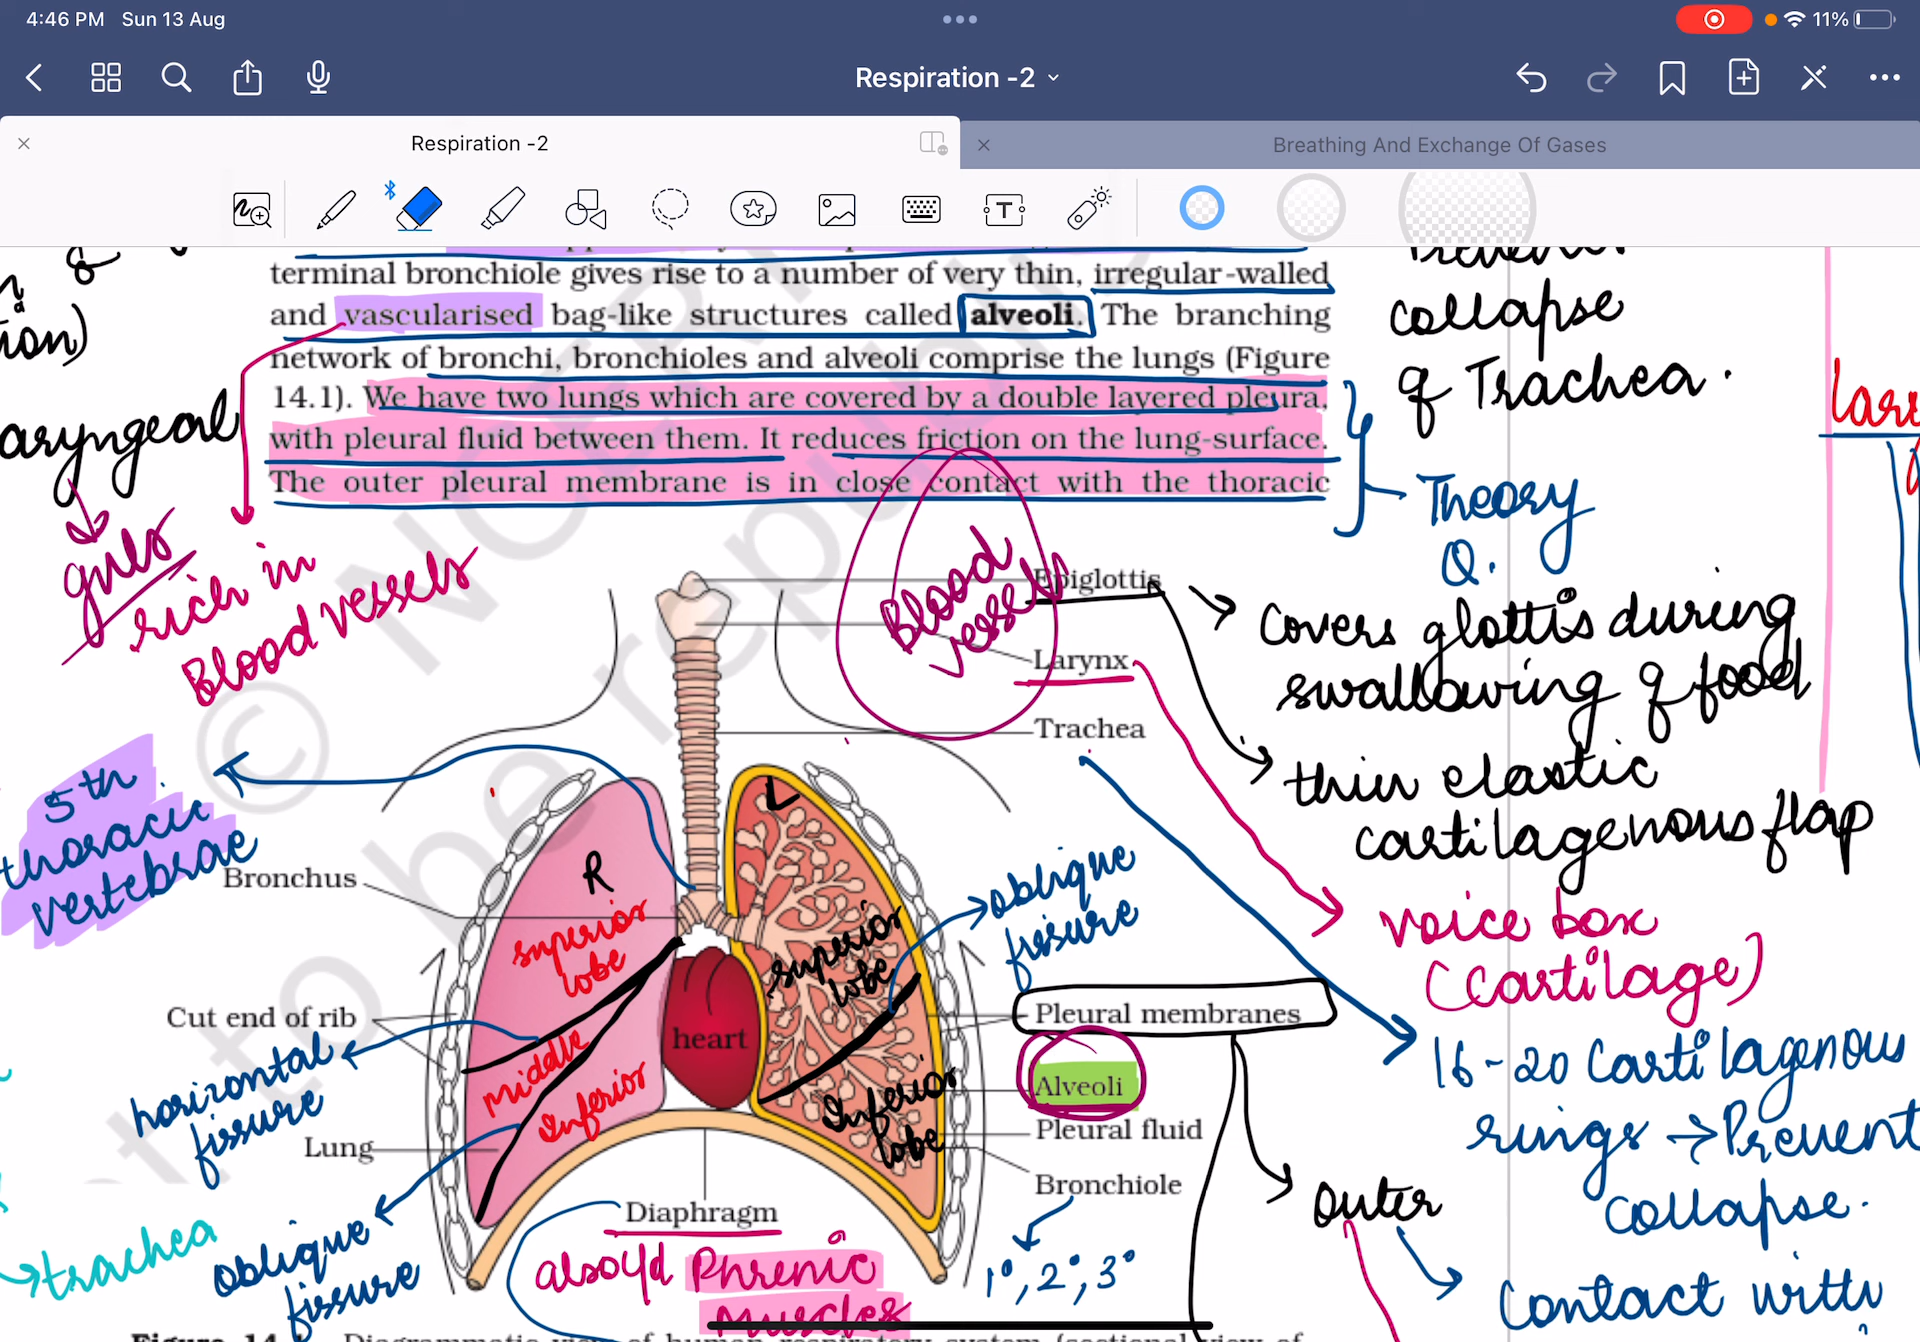 4:46 PM Sun 13 Aug
11%
Respiration -2
Respiration -2
Breathing And Exchange Of Gases
terminal bronchiole gives rise to a number of very thin, irregular-walled
and vascularised bag-like structures called alveoli. The branching
network of bronchi, bronchioles and alveoli comprise the lungs (Figure
14.1). We have two lungs which are covered by a double layered pleura,
with pleural fluid between them. It reduces friction on the lung-surface.
The outer pleural membrane is in close contact with the thoracic
collapse
of Trachea.
Theory
Q.
rich in
Blood vessels
Blood
vessels
Epiglottis
Larynx
Trachea
covers glottis during
swallowing of food
thin elastic
cartilagenous flap
voice box
(cartilage)
16-20 Cartilagenous
rings → Prevent
collapse.
5th
thoracic
vertebrae
Bronchus
Cut end of rib
horizontal
fissure
Lung
oblique
fissure
→trachea
R
superior
lobe
middle
Inferior
heart
L
superior
lobe
Inferior
lobe
oblique
fissure
Pleural membranes
Alveoli
Pleural fluid
Bronchiole
1°, 2°, 3°
Outer
Contact with
Diaphragm
also c/d Phrenic
Muscles
© NCERT
not to be republished